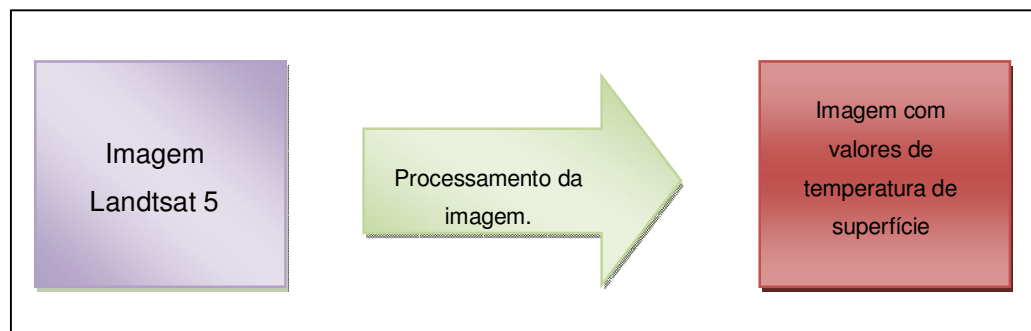 Imagem
Landtsat 5
Processamento da
imagem.
Imagem com
valores de
temperatura de
superfície